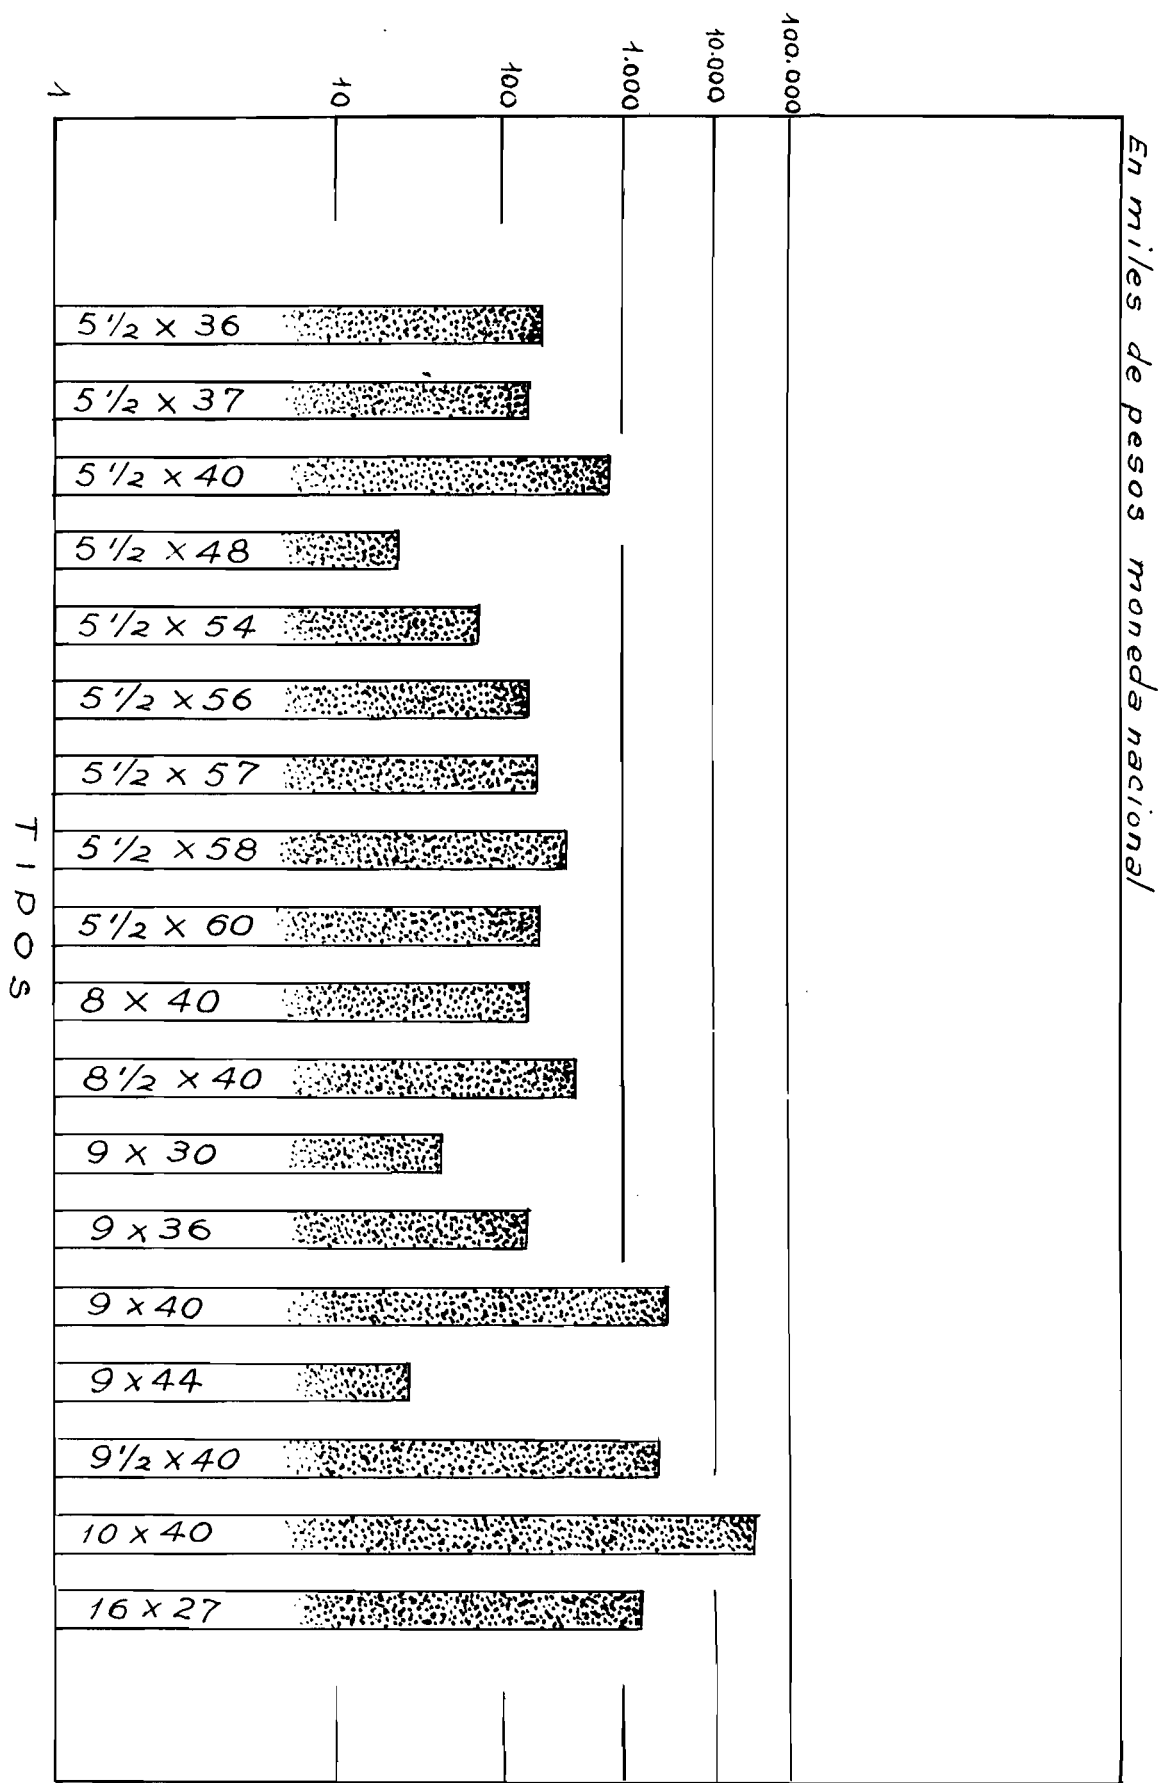 En miles de pesos moneda nacional
1
10
100
1.000
10.000
100.000
5 1/2 × 36
5 1/2 × 37
5 1/2 × 40
5 1/2 × 48
5 1/2 × 54
5 1/2 × 56
5 1/2 × 57
5 1/2 × 58
5 1/2 × 60
8 × 40
8 1/2 × 40
9 × 30
9 × 36
9 × 40
9 × 44
9 1/2 × 40
10 × 40
16 × 27
TIPOS